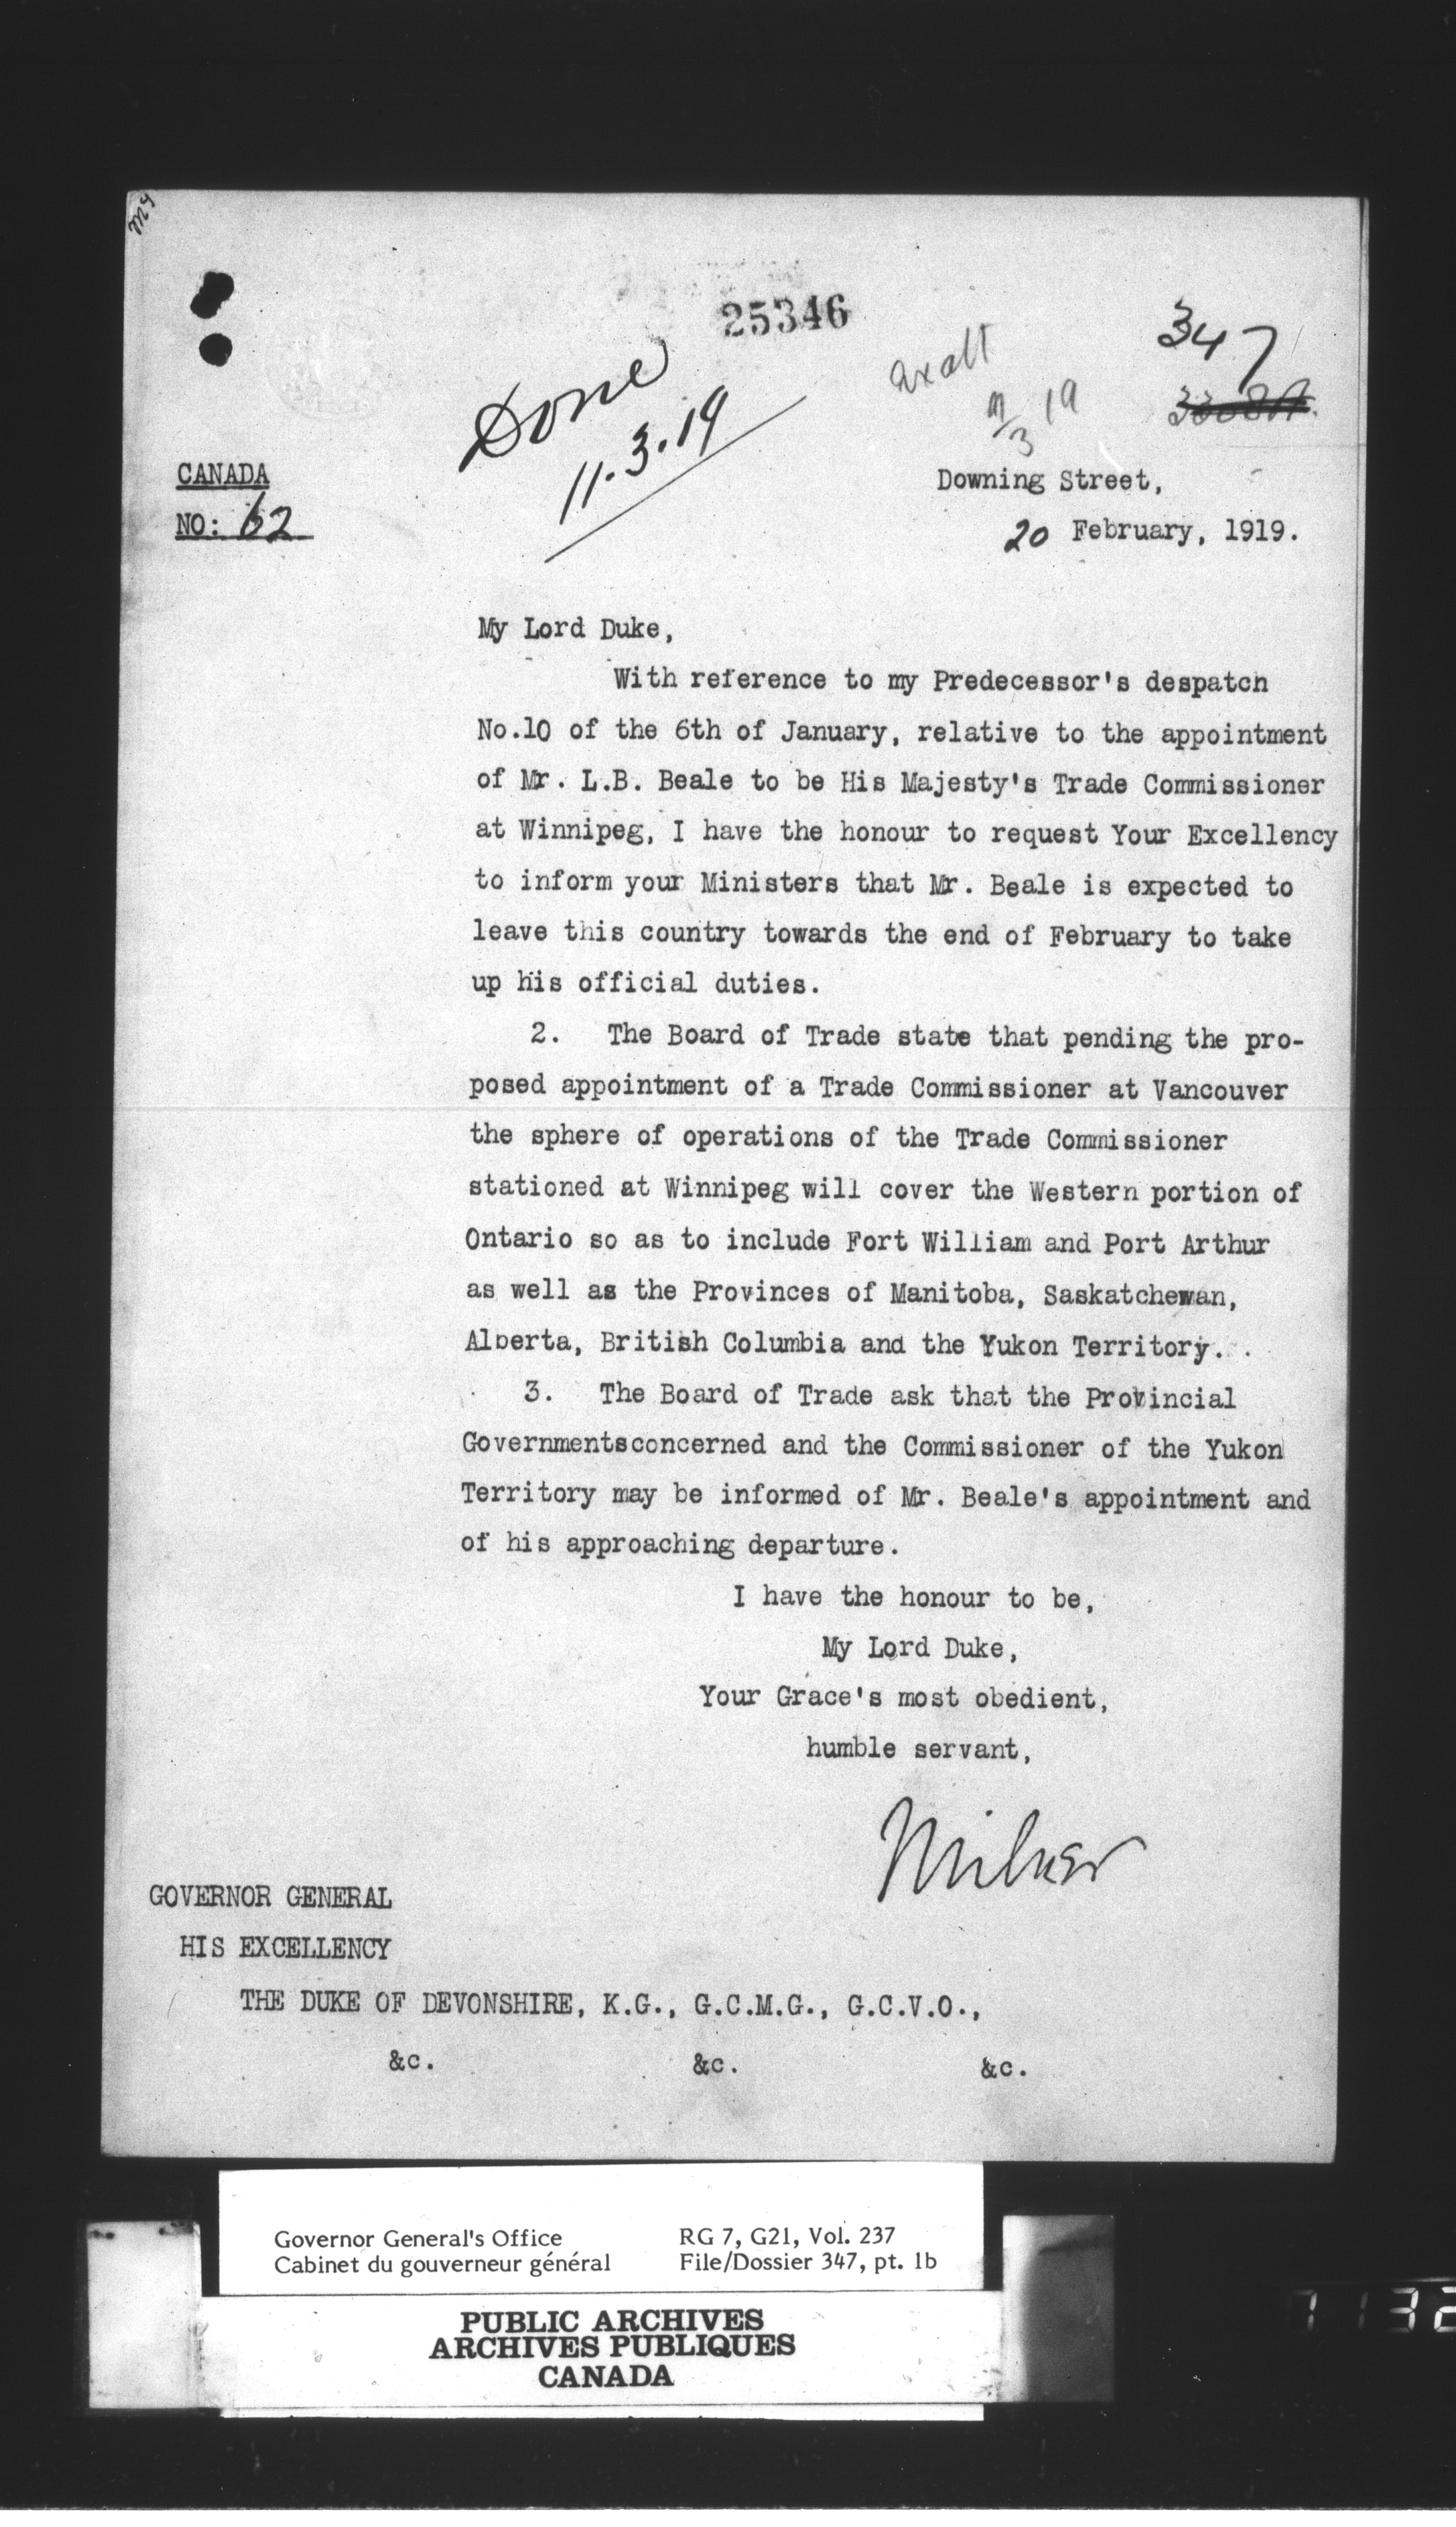 25346
347
Done
11.3.19
CANADA
NO: 62
Downing Street,
20 February, 1919.
My Lord Duke,
With reference to my Predecessor's despatch
No.10 of the 6th of January, relative to the appointment
of Mr. L.B. Beale to be His Majesty's Trade Commissioner
at Winnipeg, I have the honour to request Your Excellency
to inform your Ministers that Mr. Beale is expected to
leave this country towards the end of February to take
up his official duties.
2. The Board of Trade state that pending the pro-
posed appointment of a Trade Commissioner at Vancouver
the sphere of operations of the Trade Commissioner
stationed at Winnipeg will cover the Western portion of
Ontario so as to include Fort William and Port Arthur
as well as the Provinces of Manitoba, Saskatchewan,
Alberta, British Columbia and the Yukon Territory.
3. The Board of Trade ask that the Provincial
Governmentsconcerned and the Commissioner of the Yukon
Territory may be informed of Mr. Beale's appointment and
of his approaching departure.
I have the honour to be,
My Lord Duke,
Your Grace's most obedient,
humble servant,
Milner
GOVERNOR GENERAL
HIS EXCELLENCY
THE DUKE OF DEVONSHIRE, K.G., G.C.M.G., G.C.V.O.,
&c. &c. &c.
Governor General's Office RG 7, G21, Vol. 237
Cabinet du gouverneur général File/Dossier 347, pt. 1b
PUBLIC ARCHIVES
ARCHIVES PUBLIQUES
CANADA